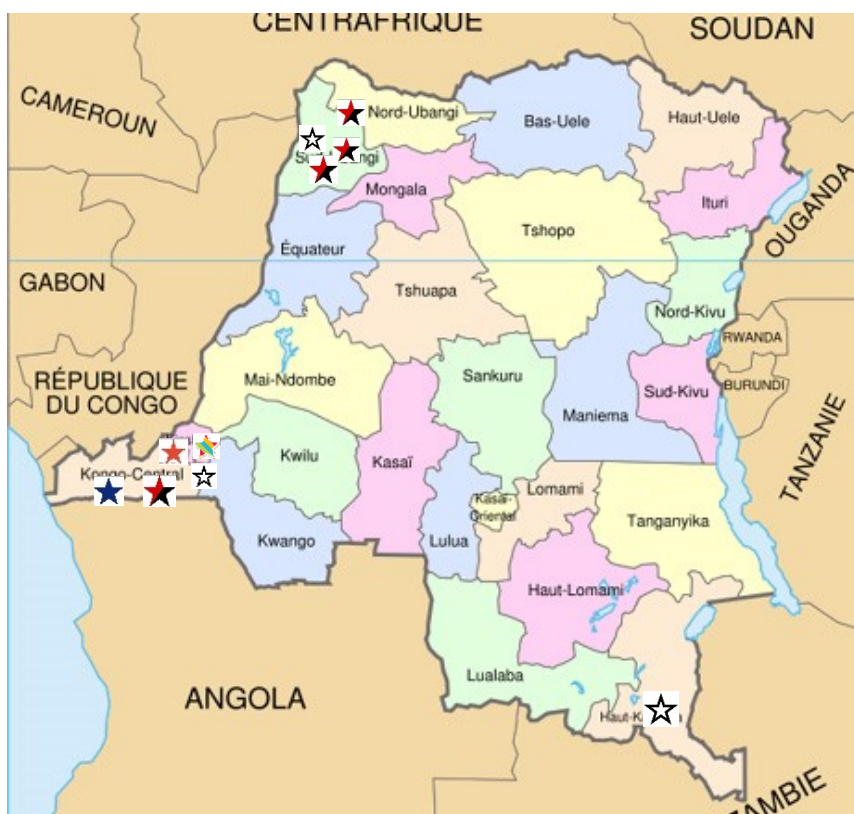 CENTRAFRIQUE
SOUDAN
CAMEROUN
Nord-Ubangi
Bas-Uele
Haut-Uele
Mongala
Ituri
OUGANDA
Équateur
Tshopo
GABON
Tshuapa
Nord-Kivu
RWANDA
RÉPUBLIQUE
DU CONGO
Mai-Ndombe
Sankuru
Sud-Kivu
BURUNDI
Maniema
TANZANIE
Kongo-Central
Kwilu
Kasaï
Lomami
Kasaï-
Oriental
Tanganyika
Kwango
Lulua
Haut-Lomami
Lualaba
ANGOLA